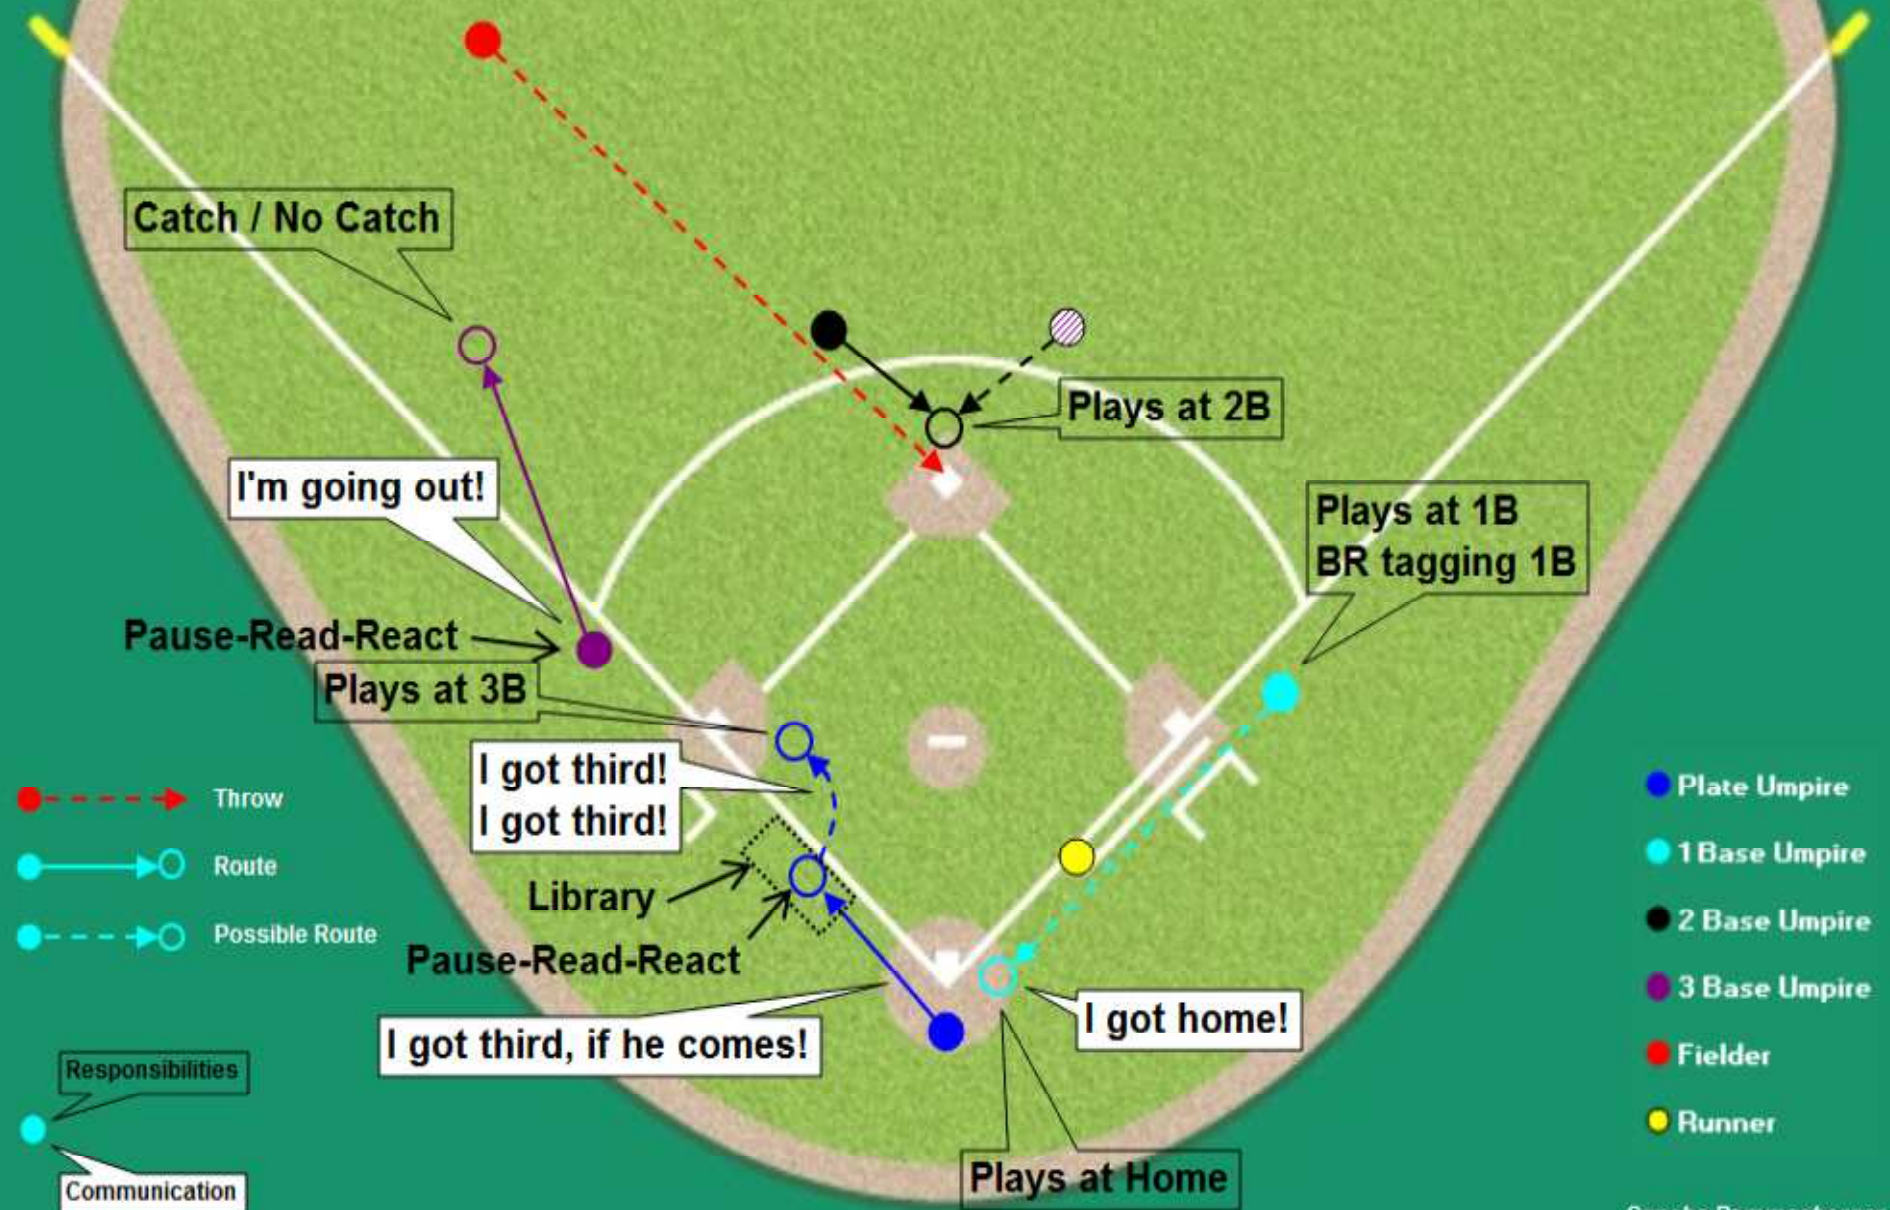 Catch / No Catch
Plays at 2B
I'm going out!
Plays at 1B
BR tagging 1B
Pause-Read-React
Plays at 3B
I got third!
I got third!
Library
Pause-Read-React
I got third, if he comes!
I got home!
Plays at Home
Throw
Route
Possible Route
Responsibilities
Communication
Plate Umpire
1 Base Umpire
2 Base Umpire
3 Base Umpire
Fielder
Runner